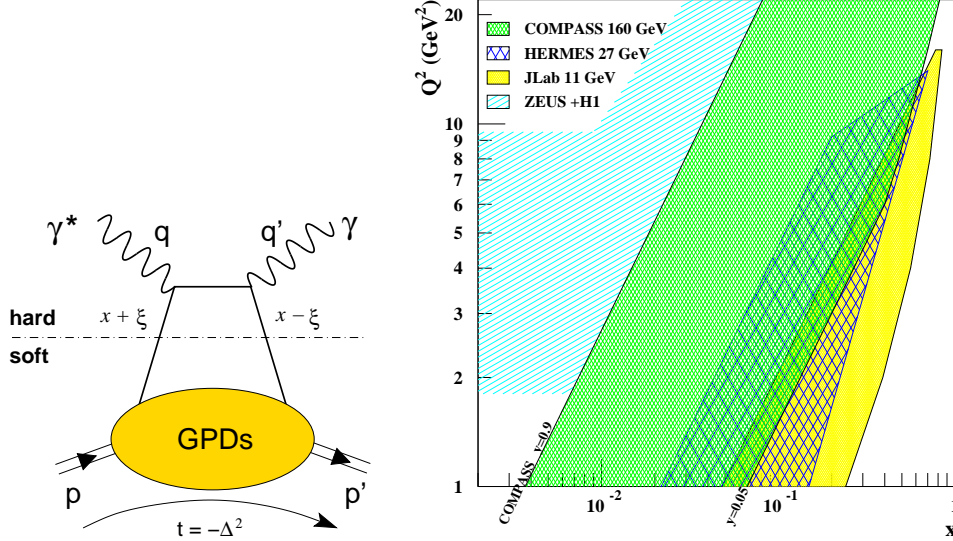 γ* q q' γ
x + ξ x − ξ
hard
soft
GPDs
p p'
t = −Δ²
Q² (GeV²)
COMPASS 160 GeV
HERMES 27 GeV
JLab 11 GeV
ZEUS +H1
20
10
9
8
7
6
5
4
3
2
1
COMPASS y=0.9
y=0.05
10⁻² 10⁻¹ 1
x